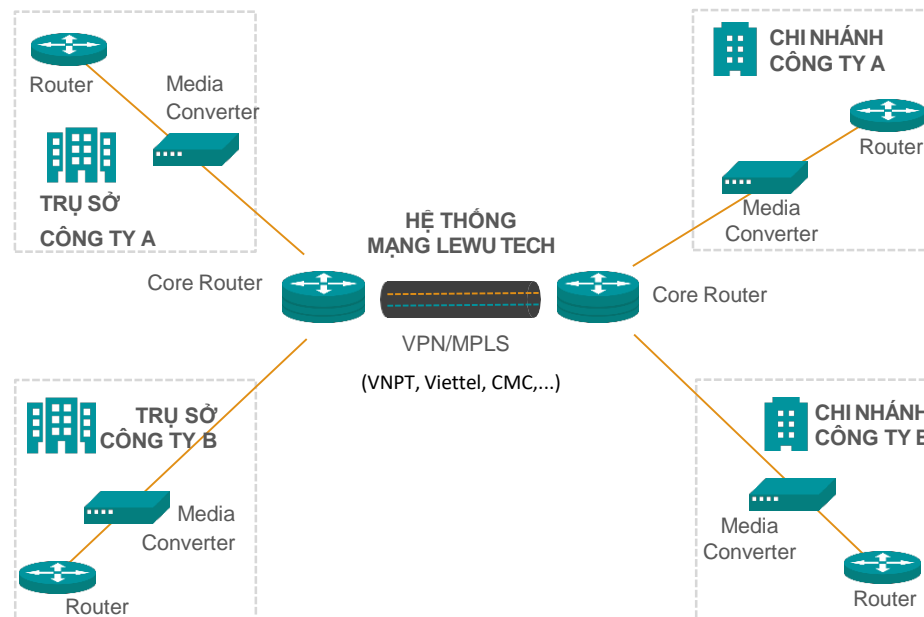 Router
Media
Converter
TRỤ SỞ
CÔNG TY A
CHI NHÁNH
CÔNG TY A
Router
Media
Converter
HỆ THỐNG
MẠNG LEWU TECH
Core Router
Core Router
VPN/MPLS
(VNPT, Viettel, CMC,...)
TRỤ SỞ
CÔNG TY B
Media
Converter
Router
CHI NHÁNH
CÔNG TY B
Media
Converter
Router